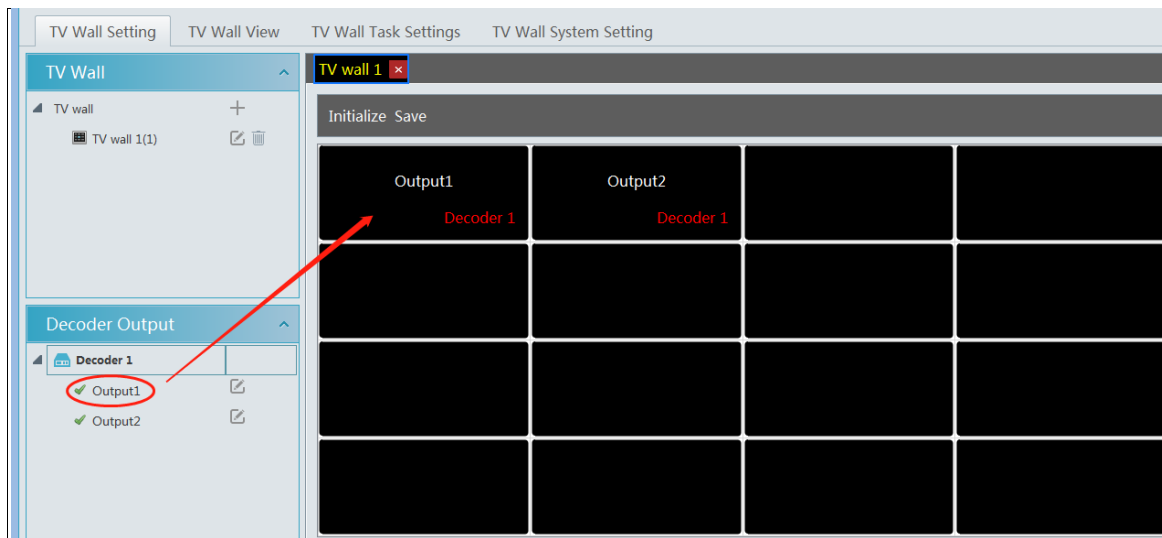 TV Wall Setting TV Wall View TV Wall Task Settings TV Wall System Setting
TV Wall
TV wall
TV wall 1(1)
TV wall 1
Initialize Save
Output1 Output2
Decoder 1 Decoder 1
Decoder Output
Decoder 1
Output1
Output2